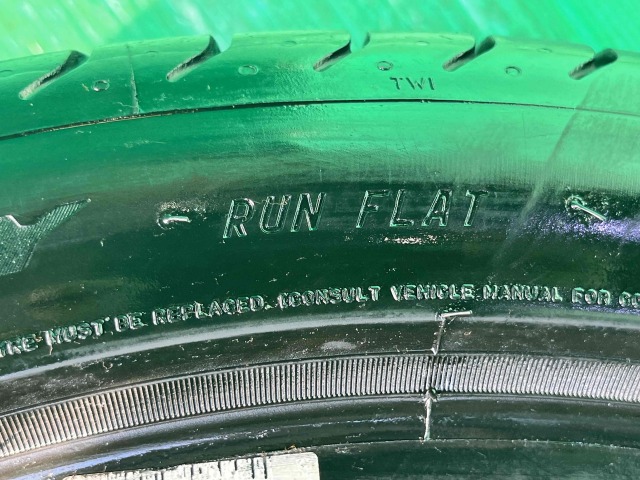 TWI
RUN FLAT
MUST BE REPLACED. (CONSULT VEHICLE MANUAL FOR